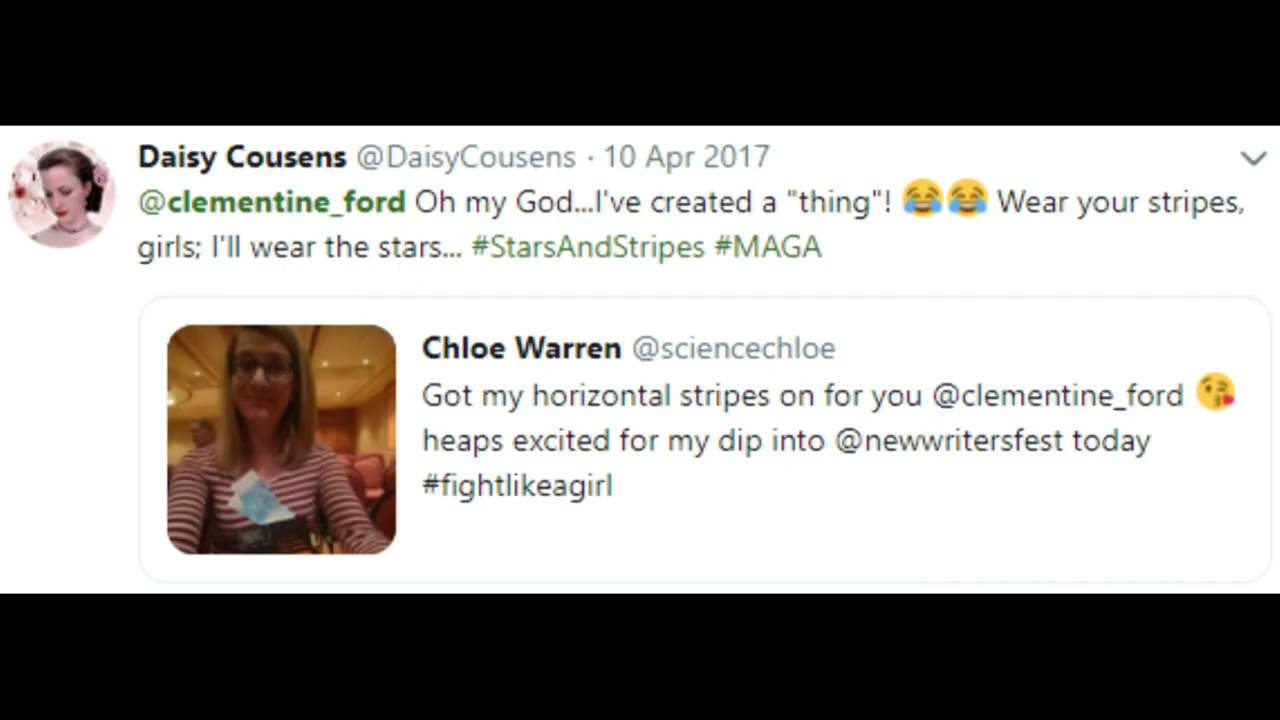 Daisy Cousens @DaisyCousens · 10 Apr 2017
@clementine_ford Oh my God...I've created a "thing"! 😂😂 Wear your stripes,
girls; I'll wear the stars... #StarsAndStripes #MAGA
Chloe Warren @sciencechloe
Got my horizontal stripes on for you @clementine_ford 😘
heaps excited for my dip into @newwritersfest today
#fightlikeagirl